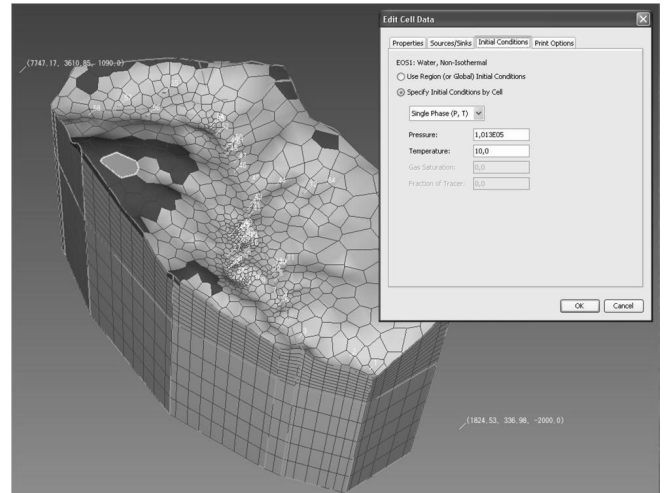 Edit Cell Data
Properties Sources/Sinks Initial Conditions Print Options
EOS1: Water, Non-Isothermal
Use Region (or Global) Initial Conditions
Specify Initial Conditions by Cell
Single Phase (P, T)
Pressure: 1,013E05
Temperature: 10,0
Gas Saturation: 0,0
Fraction of Tracer: 0,0
OK Cancel
(7747.17, 3610.85, 1090.0)
(1824.53, 336.98, -2000.0)